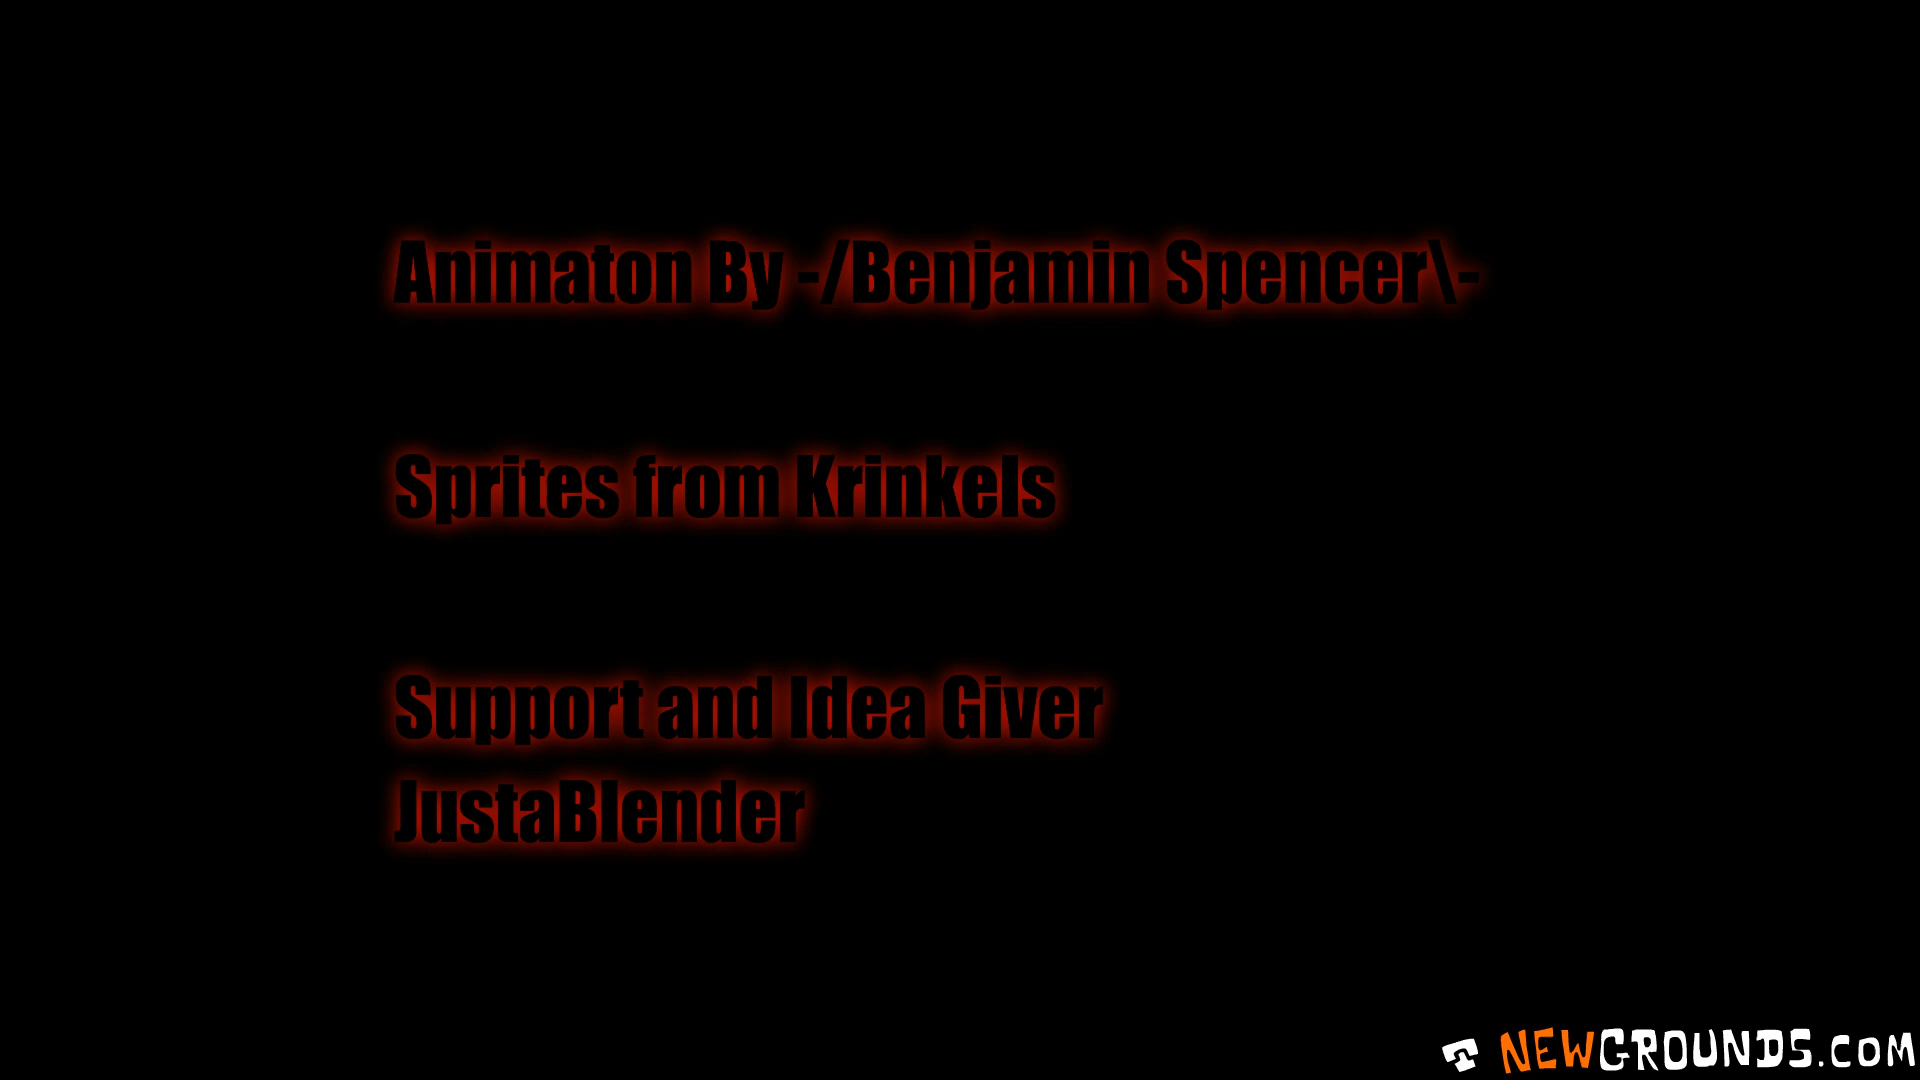 Animaton By -/Benjamin Spencer\-
Sprites from Krinkels
Support and Idea Giver
JustaBlender
NEWGROUNDS.COM